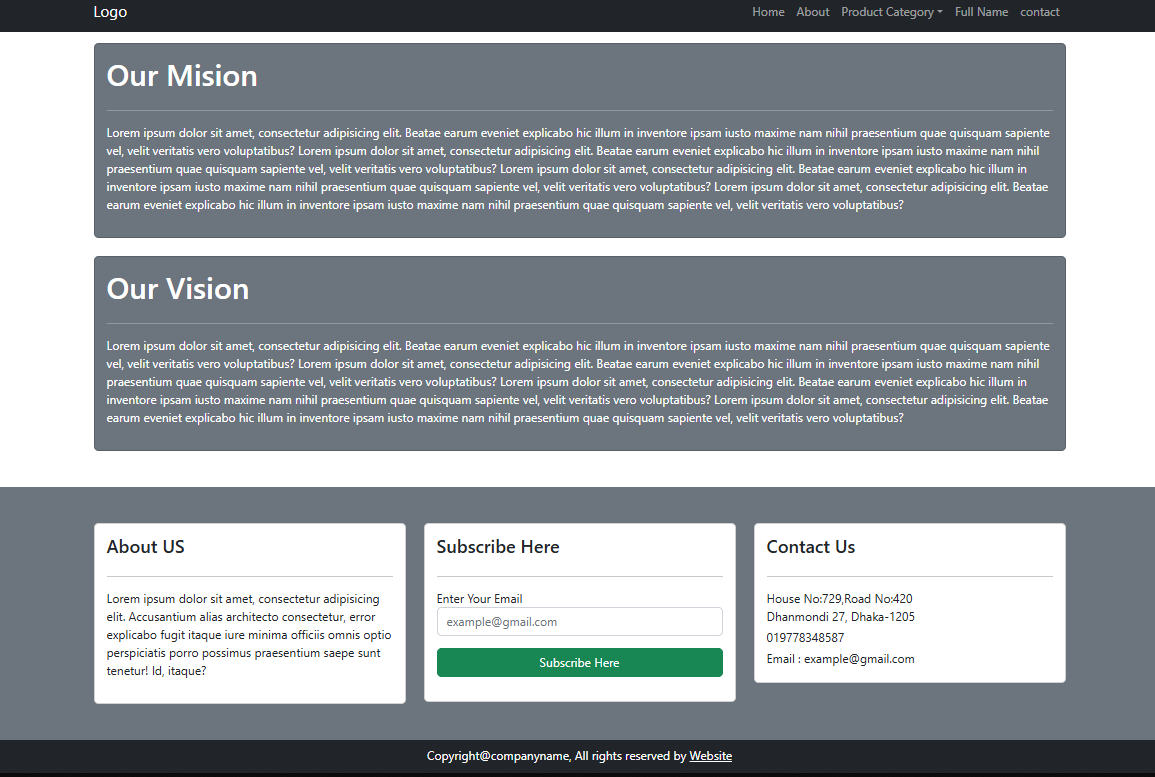 Logo
Home About Product Category Full Name contact
Our Mision
Lorem ipsum dolor sit amet, consectetur adipisicing elit. Beatae earum eveniet explicabo hic illum in inventore ipsam iusto maxime nam nihil praesentium quae quisquam sapiente
vel, velit veritatis vero voluptatibus? Lorem ipsum dolor sit amet, consectetur adipisicing elit. Beatae earum eveniet explicabo hic illum in inventore ipsam iusto maxime nam nihil
praesentium quae quisquam sapiente vel, velit veritatis vero voluptatibus? Lorem ipsum dolor sit amet, consectetur adipisicing elit. Beatae earum eveniet explicabo hic illum in
inventore ipsam iusto maxime nam nihil praesentium quae quisquam sapiente vel, velit veritatis vero voluptatibus? Lorem ipsum dolor sit amet, consectetur adipisicing elit. Beatae
earum eveniet explicabo hic illum in inventore ipsam iusto maxime nam nihil praesentium quae quisquam sapiente vel, velit veritatis vero voluptatibus?
Our Vision
Lorem ipsum dolor sit amet, consectetur adipisicing elit. Beatae earum eveniet explicabo hic illum in inventore ipsam iusto maxime nam nihil praesentium quae quisquam sapiente
vel, velit veritatis vero voluptatibus? Lorem ipsum dolor sit amet, consectetur adipisicing elit. Beatae earum eveniet explicabo hic illum in inventore ipsam iusto maxime nam nihil
praesentium quae quisquam sapiente vel, velit veritatis vero voluptatibus? Lorem ipsum dolor sit amet, consectetur adipisicing elit. Beatae earum eveniet explicabo hic illum in
inventore ipsam iusto maxime nam nihil praesentium quae quisquam sapiente vel, velit veritatis vero voluptatibus? Lorem ipsum dolor sit amet, consectetur adipisicing elit. Beatae
earum eveniet explicabo hic illum in inventore ipsam iusto maxime nam nihil praesentium quae quisquam sapiente vel, velit veritatis vero voluptatibus?
About US
Lorem ipsum dolor sit amet, consectetur adipisicing
elit. Accusantium alias architecto consectetur, error
explicabo fugit itaque iure minima officiis omnis optio
perspiciatis porro possimus praesentium saepe sunt
tenetur! Id, itaque?
Subscribe Here
Enter Your Email
example@gmail.com
Subscribe Here
Contact Us
House No:729,Road No:420
Dhanmondi 27, Dhaka-1205
019778348587
Email : example@gmail.com
Copyright@companyname, All rights reserved by Website